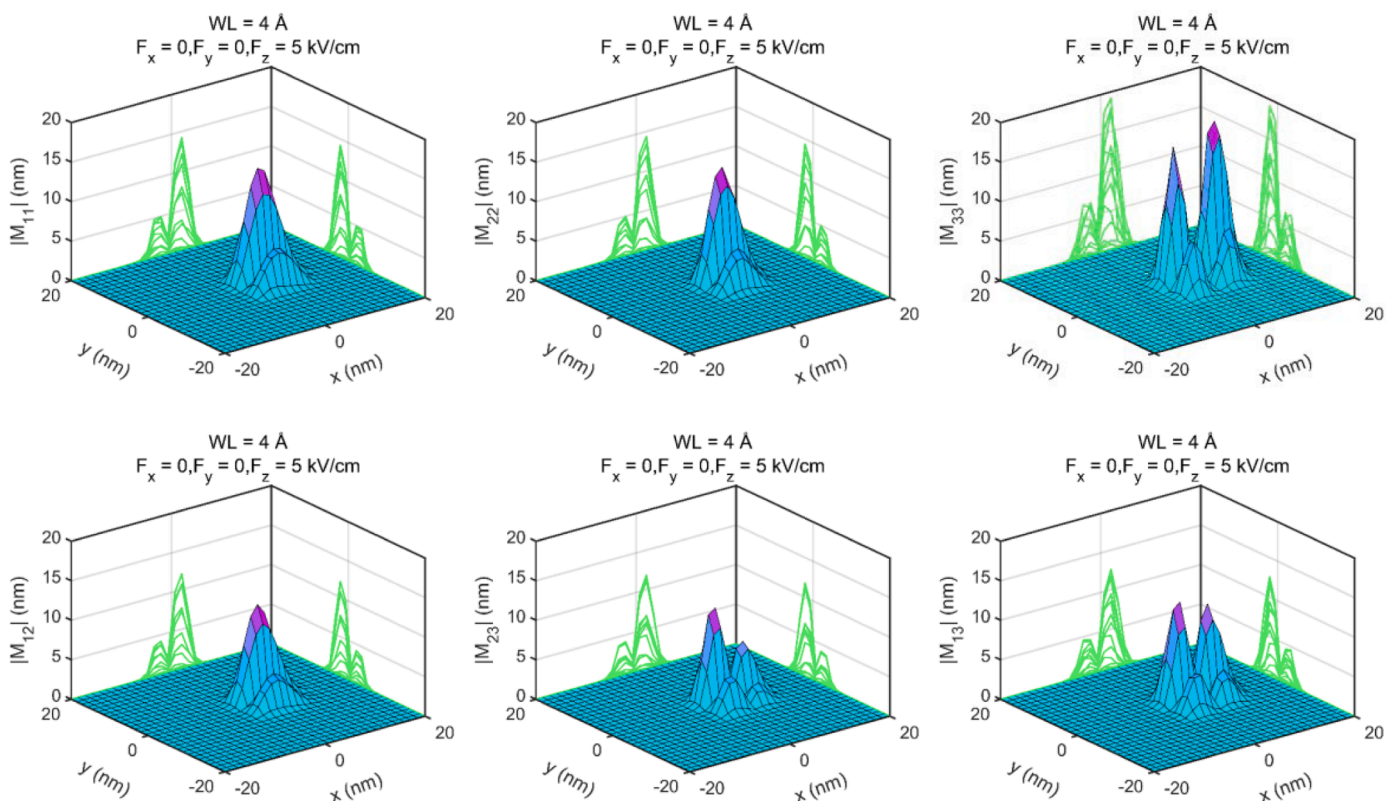 WL = 4 Å
F_x = 0,F_y = 0,F_z = 5 kV/cm
|M_11| (nm)
20
15
10
5
0
20
0
-20
y (nm)
-20
0
20
x (nm)
WL = 4 Å
F_x = 0,F_y = 0,F_z = 5 kV/cm
|M_22| (nm)
20
15
10
5
0
20
0
-20
y (nm)
-20
0
20
x (nm)
WL = 4 Å
F_x = 0,F_y = 0,F_z = 5 kV/cm
|M_33| (nm)
20
15
10
5
0
20
0
-20
y (nm)
-20
0
20
x (nm)
WL = 4 Å
F_x = 0,F_y = 0,F_z = 5 kV/cm
|M_12| (nm)
20
15
10
5
0
20
0
-20
y (nm)
-20
0
20
x (nm)
WL = 4 Å
F_x = 0,F_y = 0,F_z = 5 kV/cm
|M_23| (nm)
20
15
10
5
0
20
0
-20
y (nm)
-20
0
20
x (nm)
WL = 4 Å
F_x = 0,F_y = 0,F_z = 5 kV/cm
|M_13| (nm)
20
15
10
5
0
20
0
-20
y (nm)
-20
0
20
x (nm)